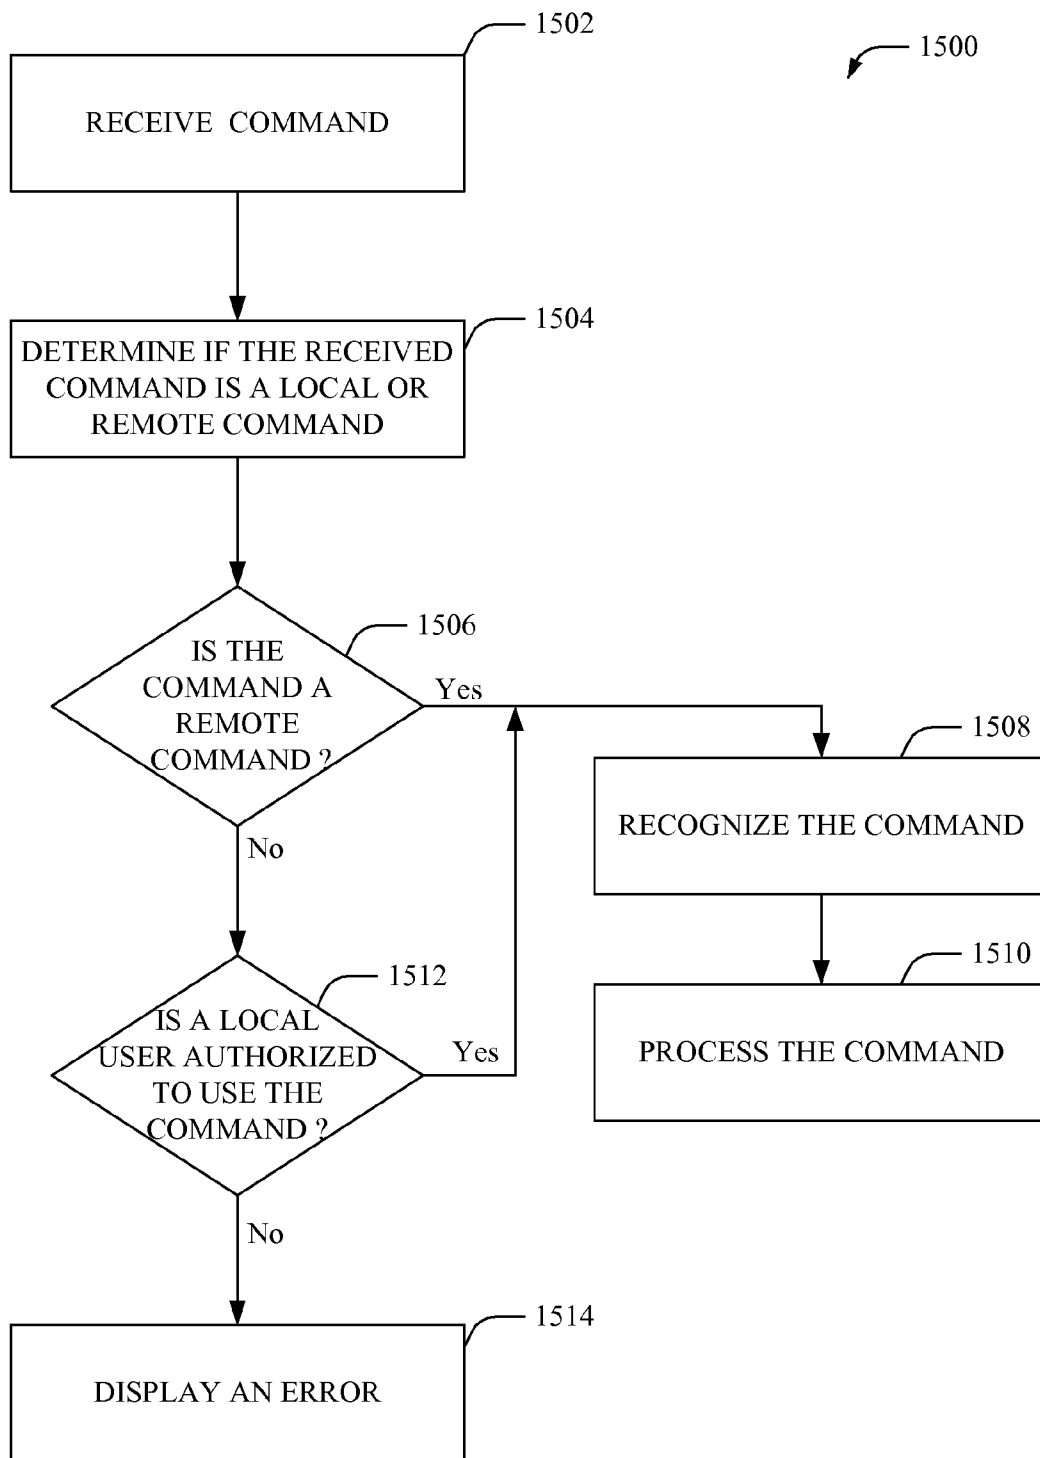 1502
1500
RECEIVE COMMAND
1504
DETERMINE IF THE RECEIVED
COMMAND IS A LOCAL OR
REMOTE COMMAND
1506
IS THE
COMMAND A
REMOTE
COMMAND ?
Yes
No
1508
RECOGNIZE THE COMMAND
1510
PROCESS THE COMMAND
1512
IS A LOCAL
USER AUTHORIZED
TO USE THE
COMMAND ?
Yes
No
1514
DISPLAY AN ERROR